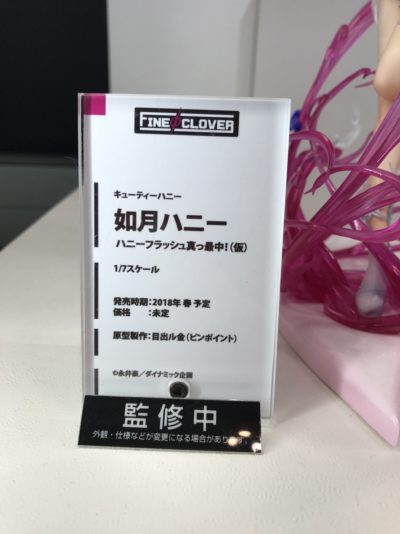 FINE CLOVER
キューティーハニー
如月ハニー
ハニーフラッシュ真っ最中!(仮)
1/7スケール
発売時期:2018年 春 予定
価格 :未定
原型製作:目出ル金(ピンポイント)
©永井豪/ダイナミック企画
監修中
外観・仕様などが変更になる場合があります